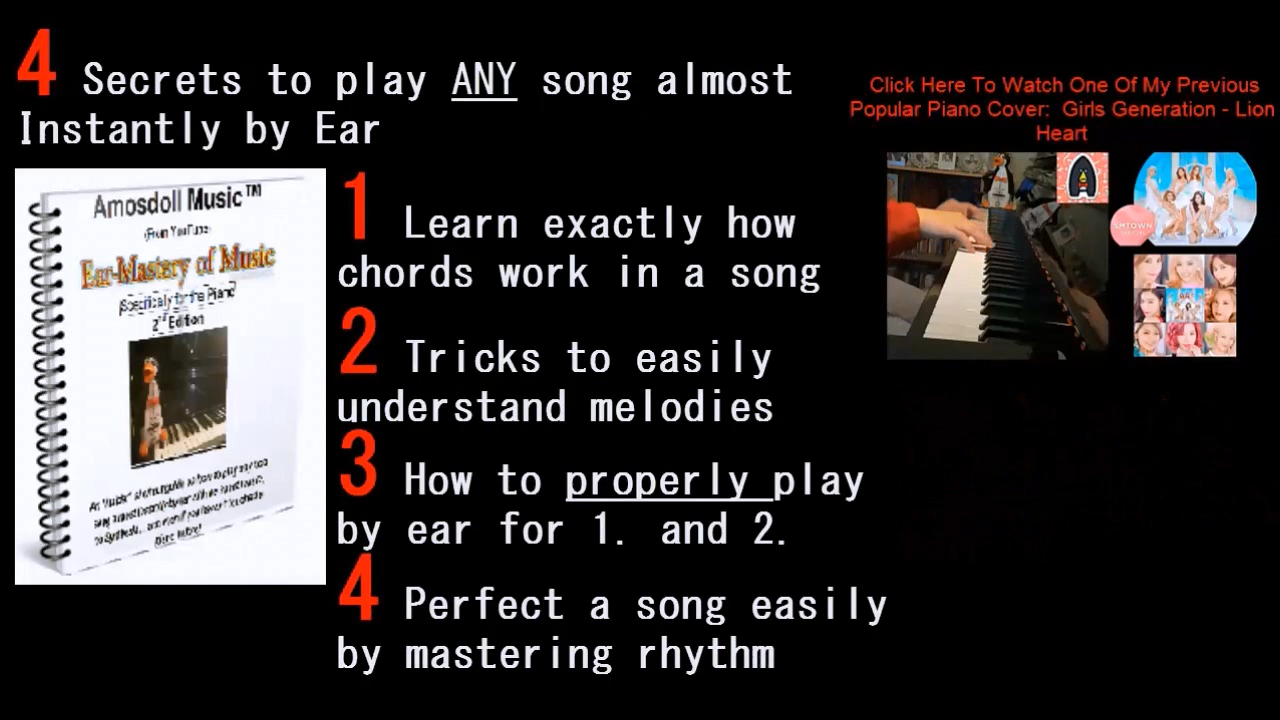 4 Secrets to play ANY song almost
Instantly by Ear
Amosdoll Music™
(From YouTube)
Ear-Mastery of Music
(Specifically for the Piano)
2nd Edition
1 Learn exactly how
chords work in a song
2 Tricks to easily
understand melodies
3 How to properly play
by ear for 1. and 2.
4 Perfect a song easily
by mastering rhythm
Click Here To Watch One Of My Previous
Popular Piano Cover: Girls Generation - Lion
Heart
SMTOWN